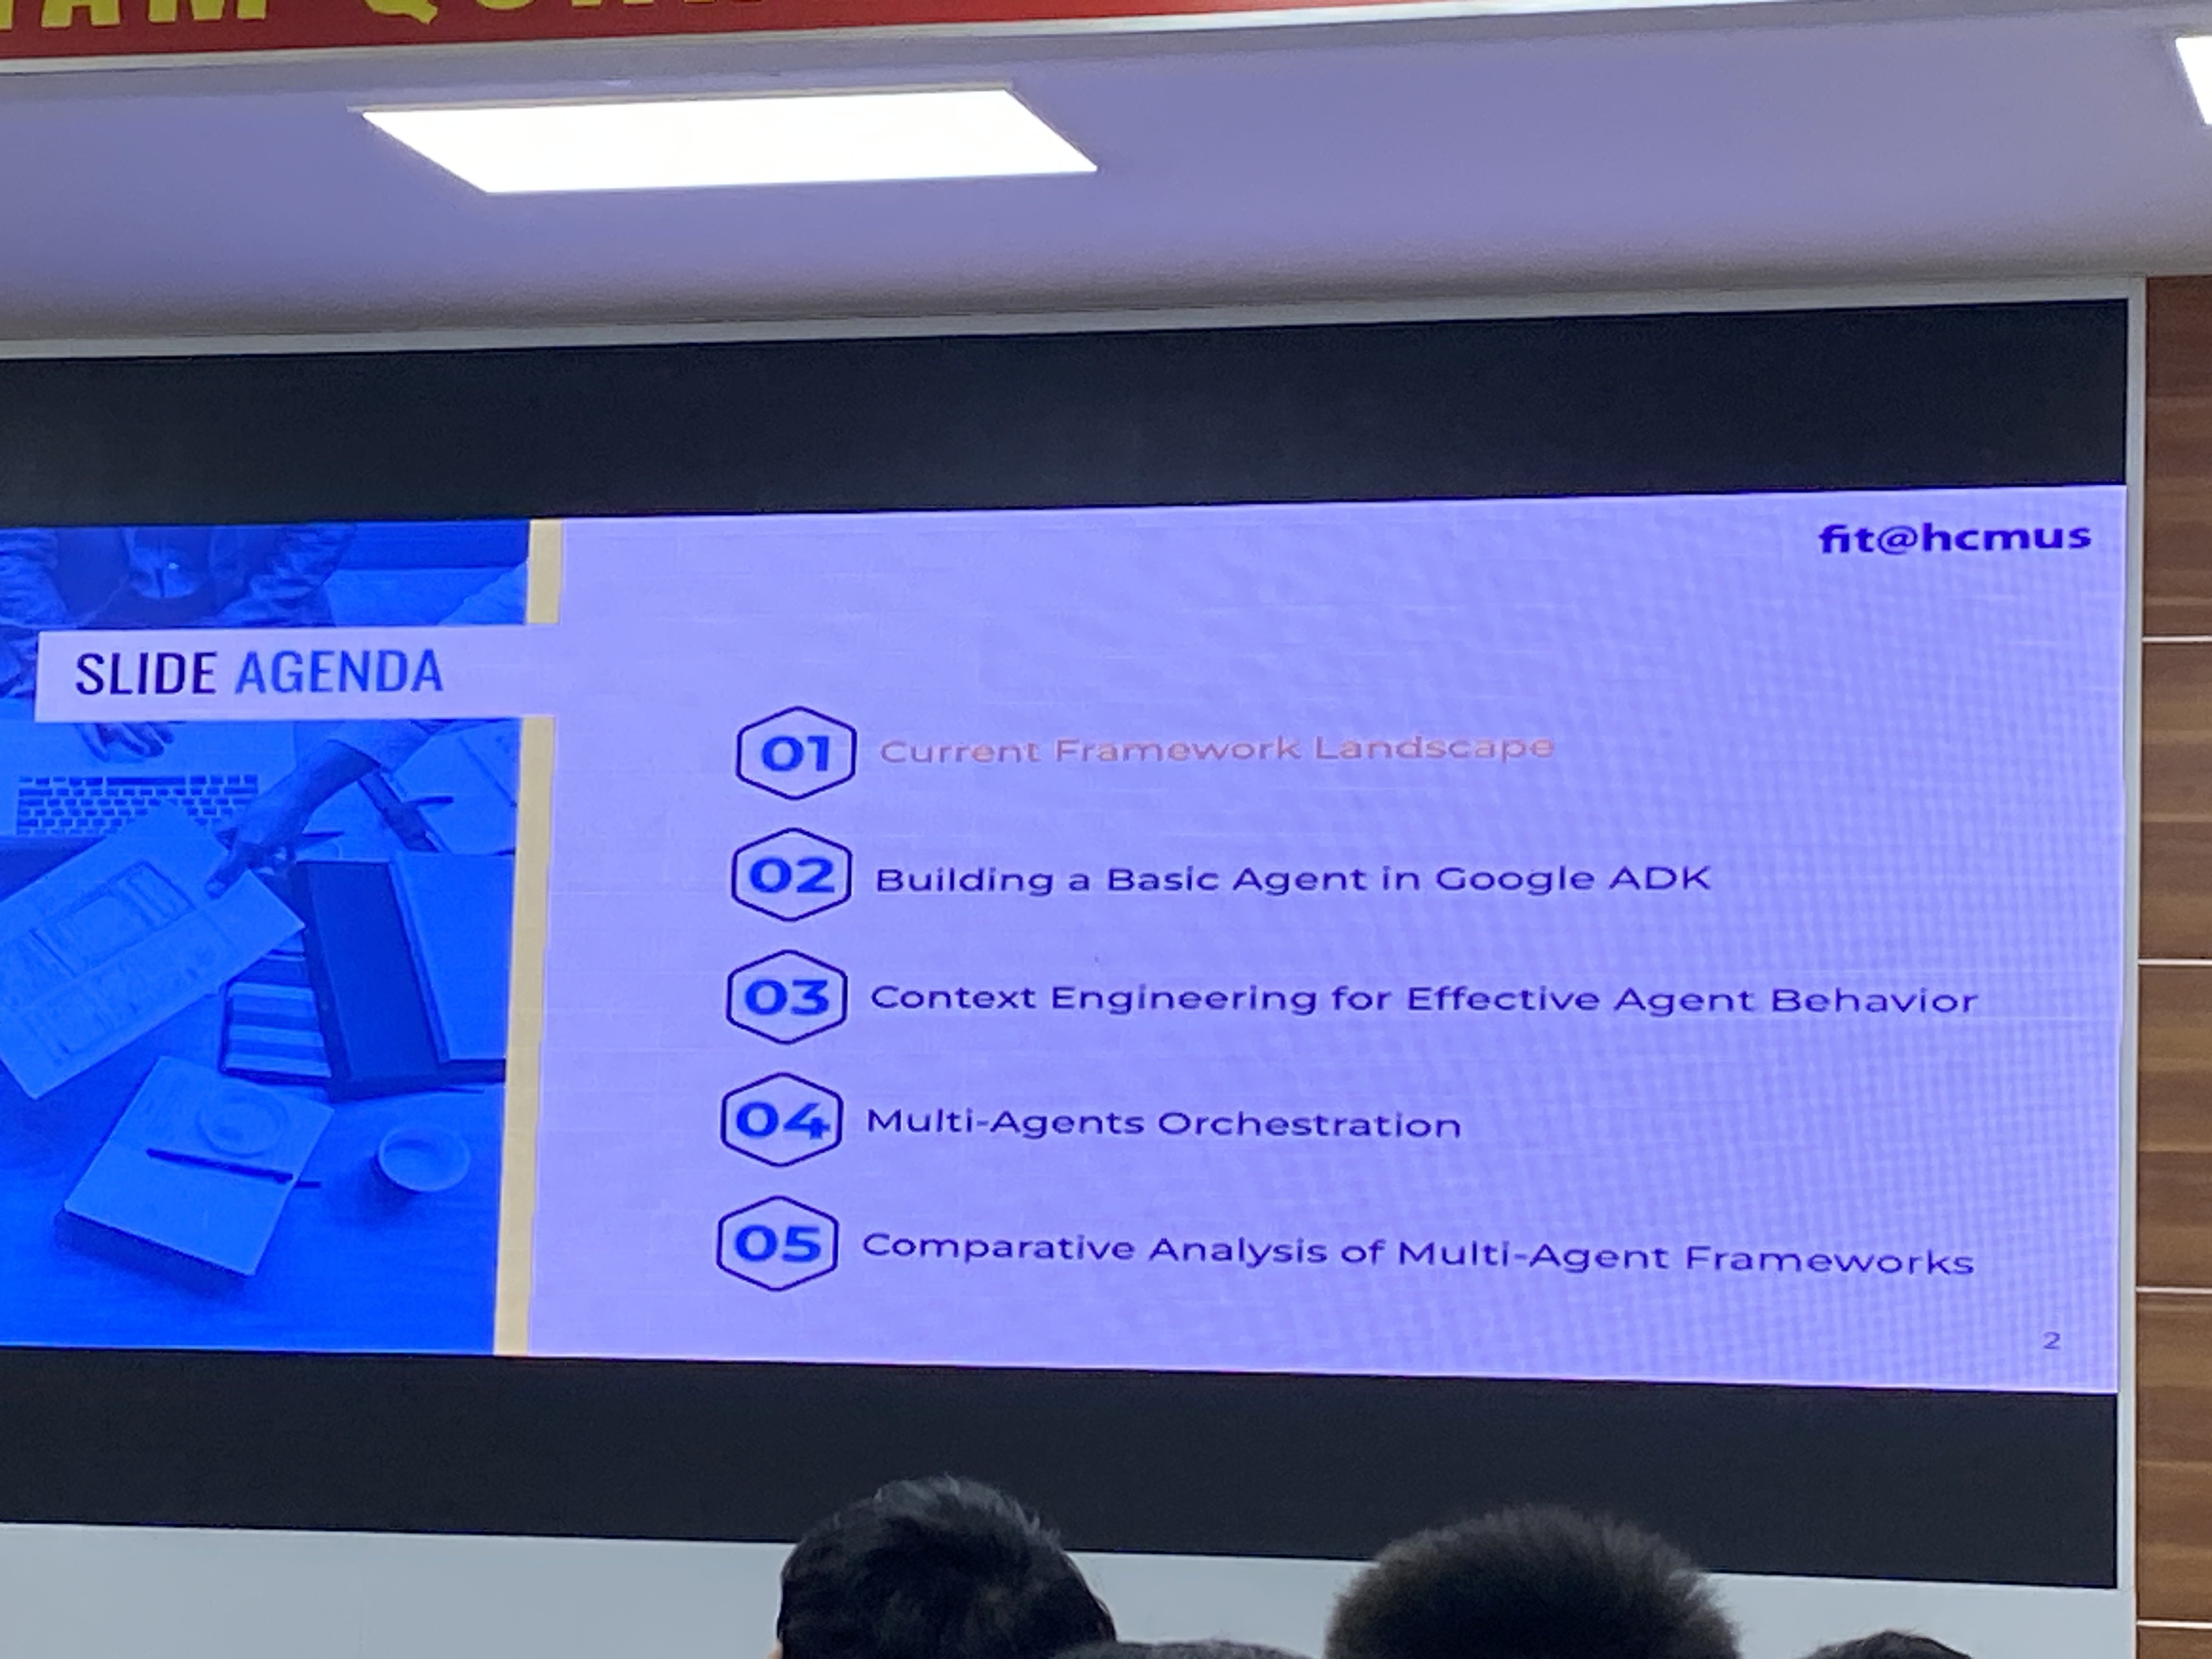 fit@hcmus
SLIDE AGENDA
01 Current Framework Landscape
02 Building a Basic Agent in Google ADK
03 Context Engineering for Effective Agent Behavior
04 Multi-Agents Orchestration
05 Comparative Analysis of Multi-Agent Frameworks
2